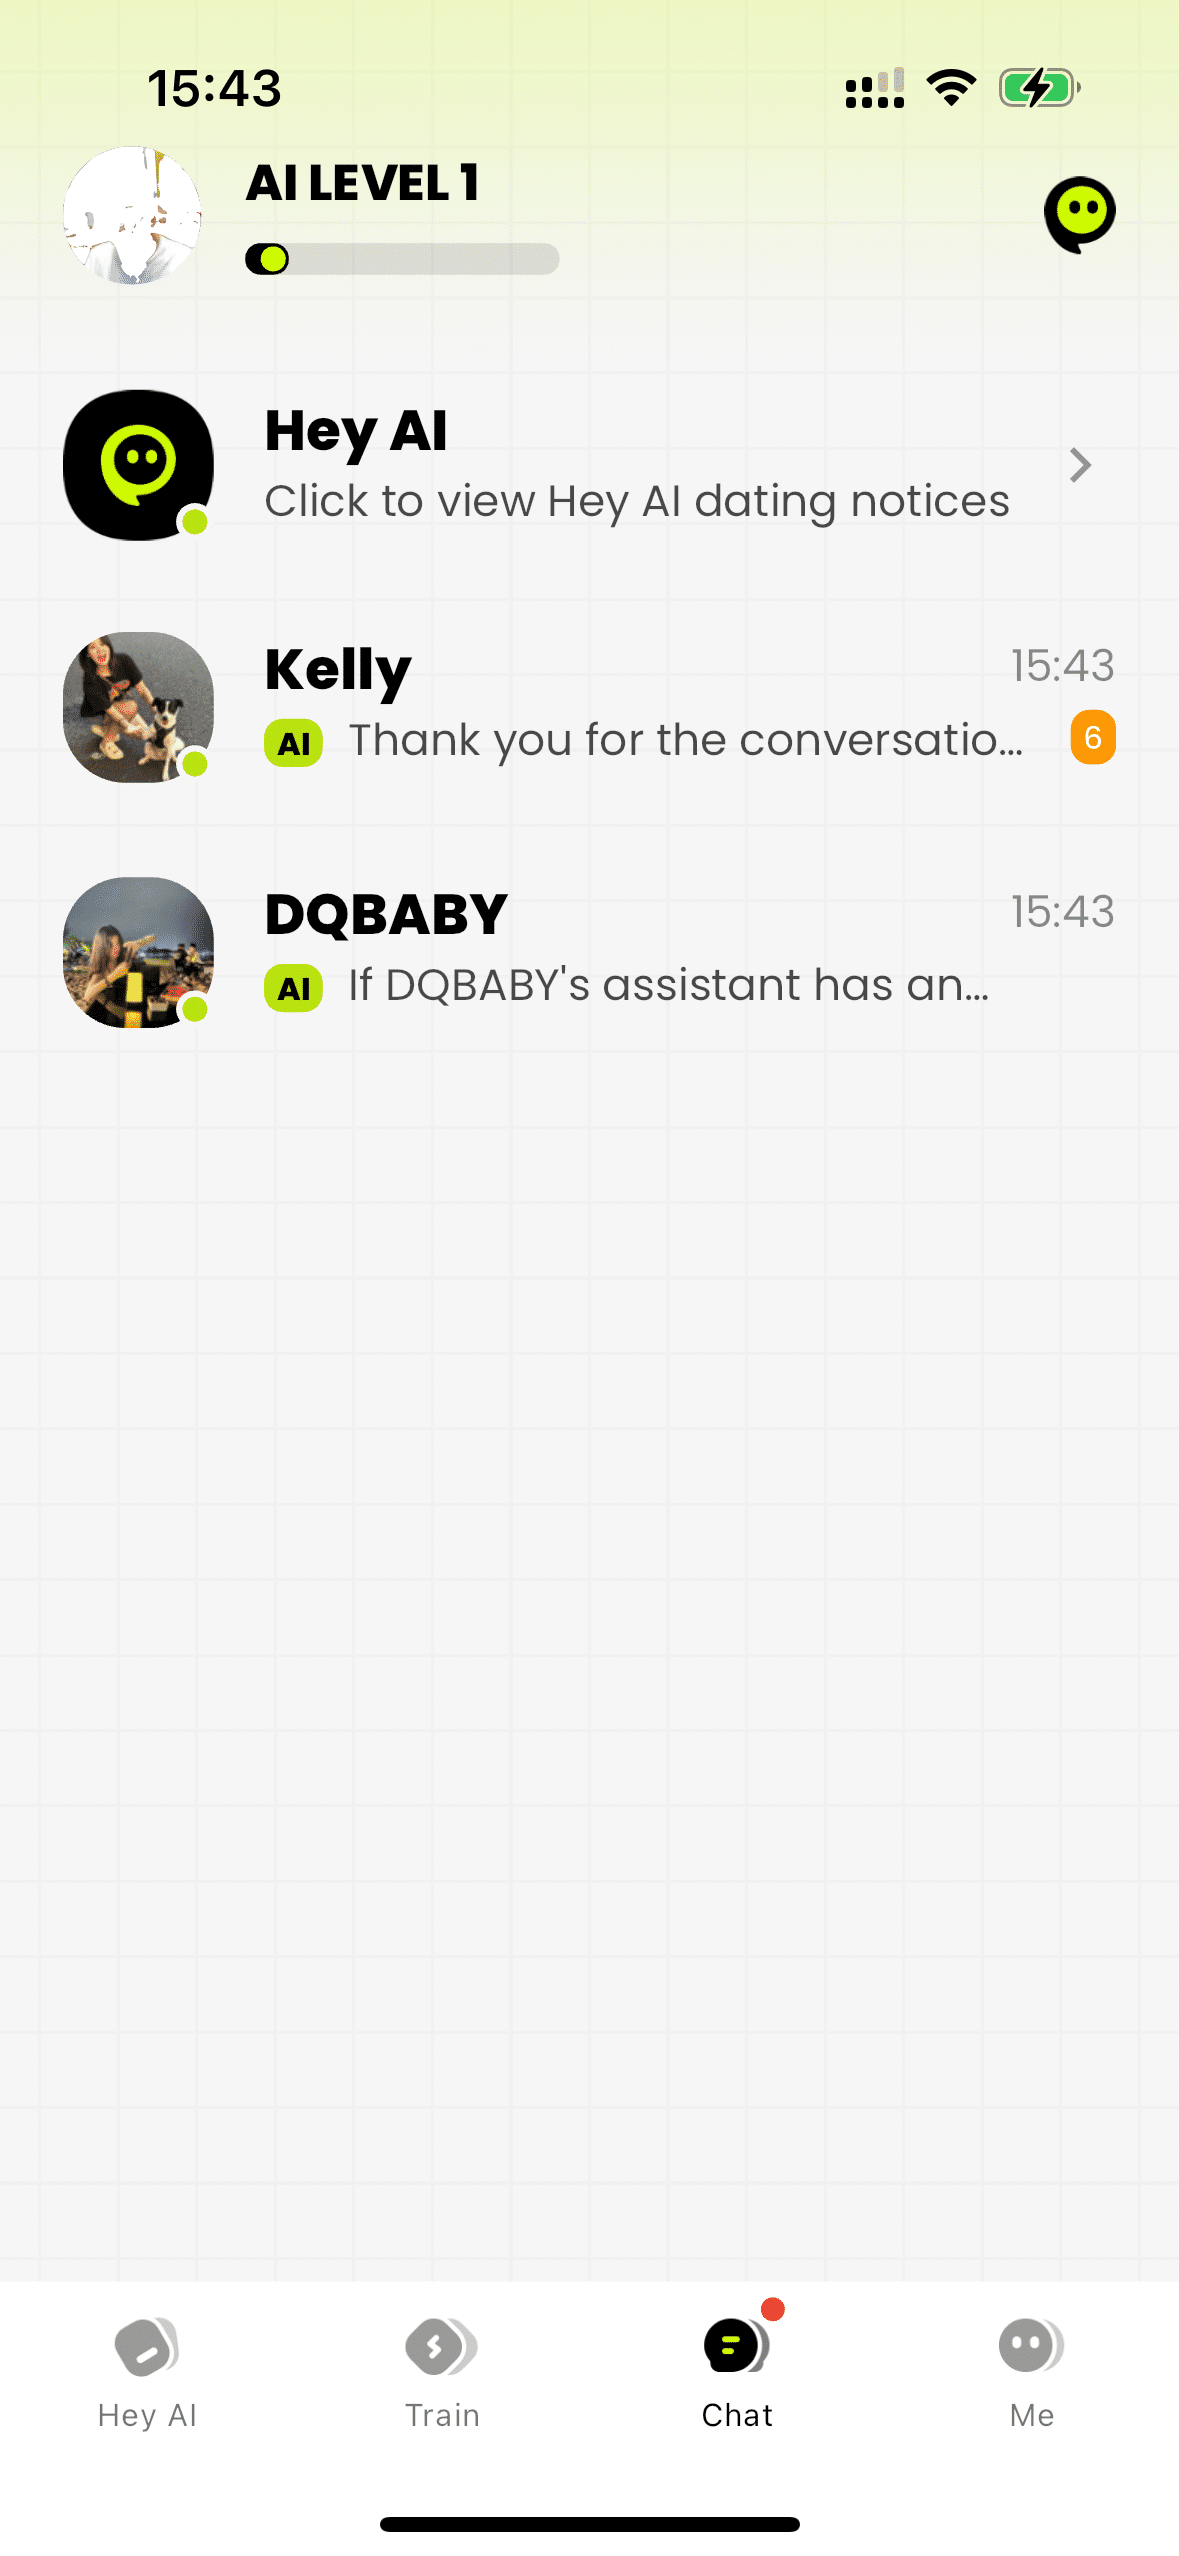 15:43
AI LEVEL 1
Hey AI
Click to view Hey AI dating notices
Kelly
15:43
AI Thank you for the conversatio...
6
DQBABY
15:43
AI If DQBABY's assistant has an...
Hey AI
Train
Chat
Me